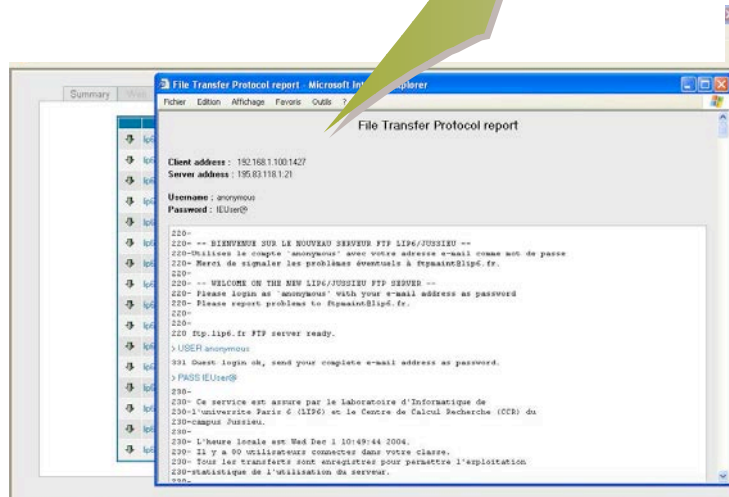 Summary
File Transfer Protocol report - Microsoft Int
Fichier Edition Affichage Favoris Outils ?
File Transfer Protocol report
Client address : 192.168.1.100:1427
Server address : 195.83.118.1:21
Username : anonymous
Password : IEUser@
220-
220- -- BIENVENUE SUR LE NOUVEAU SERVEUR FTP LIP6/JUSSIEU --
220-Utilises le compte 'anonymous' avec votre adresse e-mail comme mot de passe
220- Merci de signaler les problèmes éventuels à ftpmaint@lip6.fr.
220-
220- -- WELCOME ON THE NEW LIP6/JUSSIEU FTP SERVER --
220- Please login as 'anonymous' with your e-mail address as password
220- Please report problems to ftpmaint@lip6.fr.
220-
220-
220 ftp.lip6.fr FTP server ready.
> USER anonymous
331 Guest login ok, send your complete e-mail address as password.
> PASS IEUser@
230-
230- Ce service est assure par le Laboratoire d'Informatique de
230-l'universite Paris 6 (LIP6) et le Centre de Calcul Recherche (CCR) du
230-campus Jussieu.
230-
230- L'heure locale est Wed Dec 1 10:49:44 2004.
230- Il y a 80 utilisateurs connectes dans votre classe.
230- Tous les transferts sont enregistres pour permettre l'exploitation
230-statistique de l'utilisation du serveur.
230-